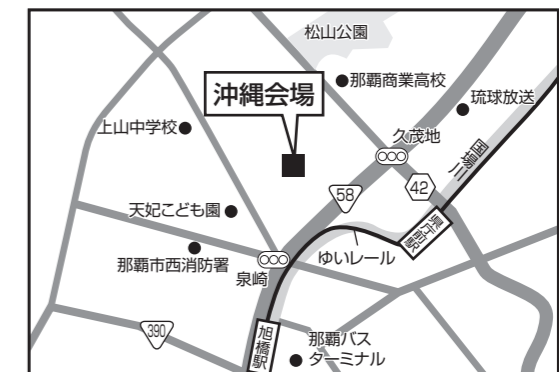 松山公園
那覇商業高校
沖縄会場
琉球放送
上山中学校
久茂地
国場川
58
42
天妃こども園
県庁前駅
ゆいレール
那覇市西消防署
泉崎
390
旭橋駅
那覇バス
ターミナル